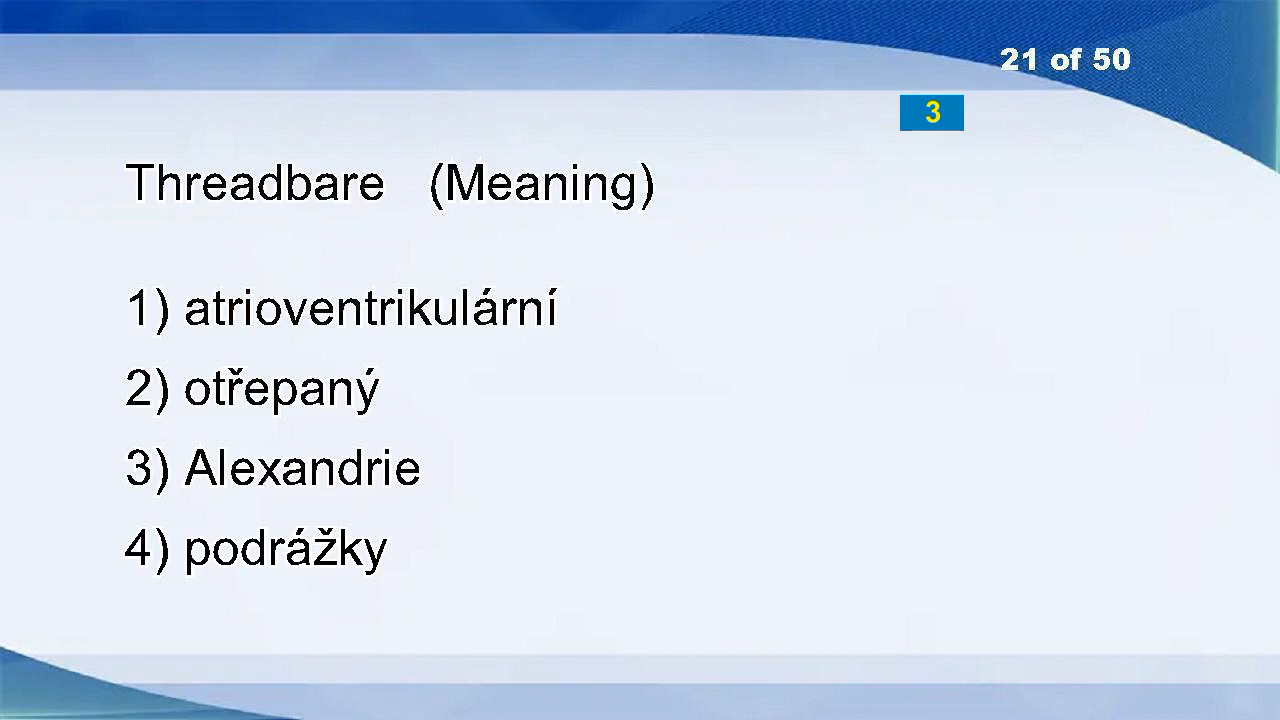 21 of 50
3
Threadbare (Meaning)
1) atrioventrikulární
2) otřepaný
3) Alexandrie
4) podrážky